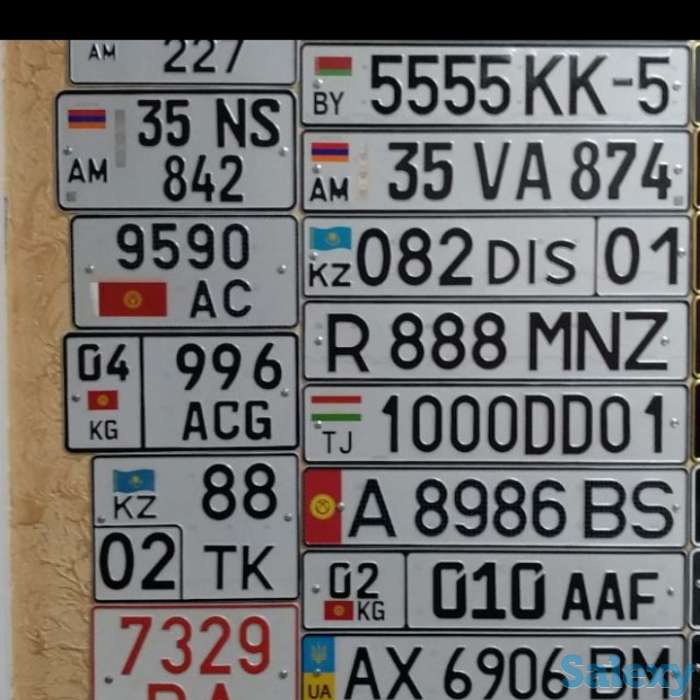 AM 227
35 NS
AM 842
9590
AC
04 996
KG ACG
KZ 88
02 TK
7329
BY 5555 KK-5
AM 35 VA 874
KZ 082 DIS 01
R 888 MNZ
TJ 1000DD01
A 8986 BS
02 KG 010 AAF
UA AX 6906 BM
Salexy